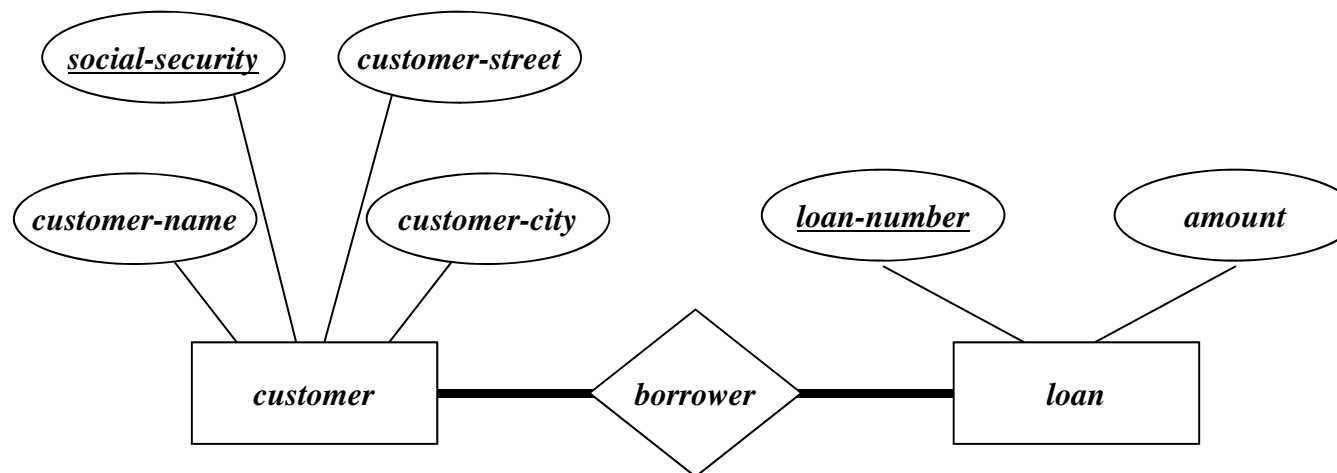 social-security
customer-street
customer-name
customer-city
loan-number
amount
customer
borrower
loan